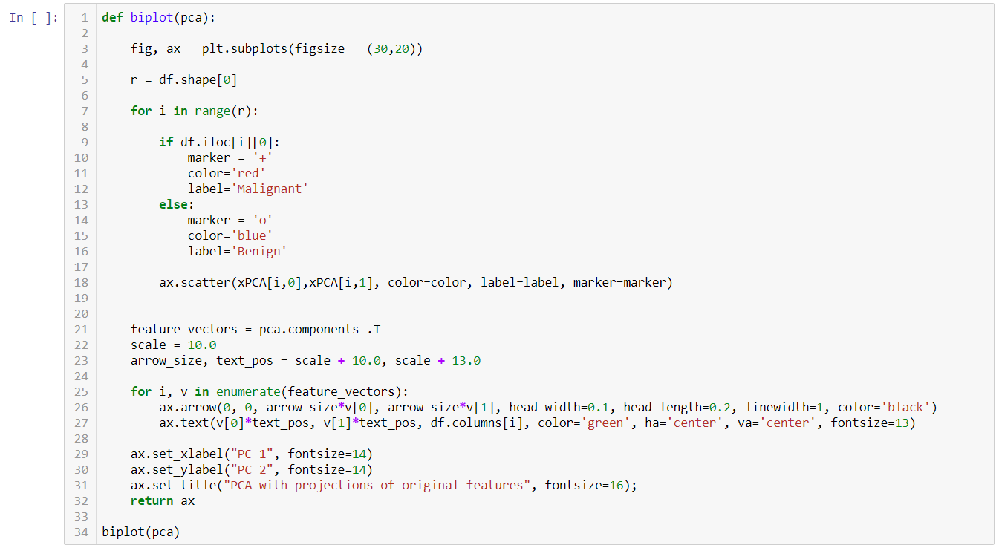 In [ ]:
1 def biplot(pca):
2
3     fig, ax = plt.subplots(figsize = (30,20))
4
5     r = df.shape[0]
6
7     for i in range(r):
8
9         if df.iloc[i][0]:
10             marker = '+'
11             color='red'
12             label='Malignant'
13         else:
14             marker = 'o'
15             color='blue'
16             label='Benign'
17
18         ax.scatter(xPCA[i,0],xPCA[i,1], color=color, label=label, marker=marker)
19
20
21     feature_vectors = pca.components_.T
22     scale = 10.0
23     arrow_size, text_pos = scale + 10.0, scale + 13.0
24
25     for i, v in enumerate(feature_vectors):
26         ax.arrow(0, 0, arrow_size*v[0], arrow_size*v[1], head_width=0.1, head_length=0.2, linewidth=1, color='black')
27         ax.text(v[0]*text_pos, v[1]*text_pos, df.columns[i], color='green', ha='center', va='center', fontsize=13)
28
29     ax.set_xlabel("PC 1", fontsize=14)
30     ax.set_ylabel("PC 2", fontsize=14)
31     ax.set_title("PCA with projections of original features", fontsize=16);
32     return ax
33
34 biplot(pca)